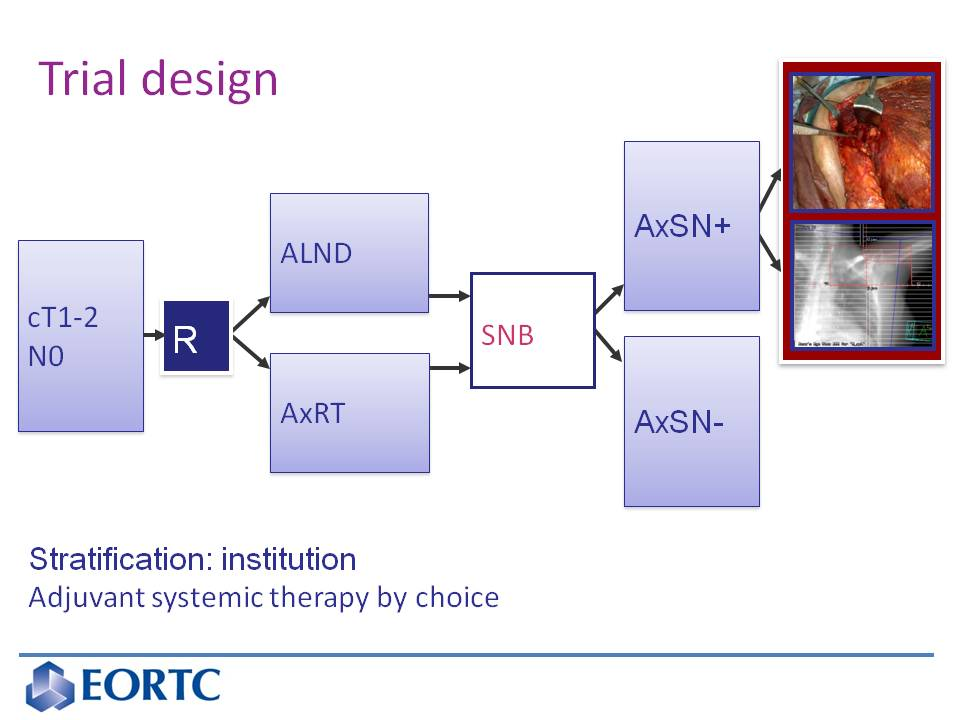 Trial design
cT1-2
N0
R
ALND
AxRT
SNB
AxSN+
AxSN-
Stratification: institution
Adjuvant systemic therapy by choice
EORTC